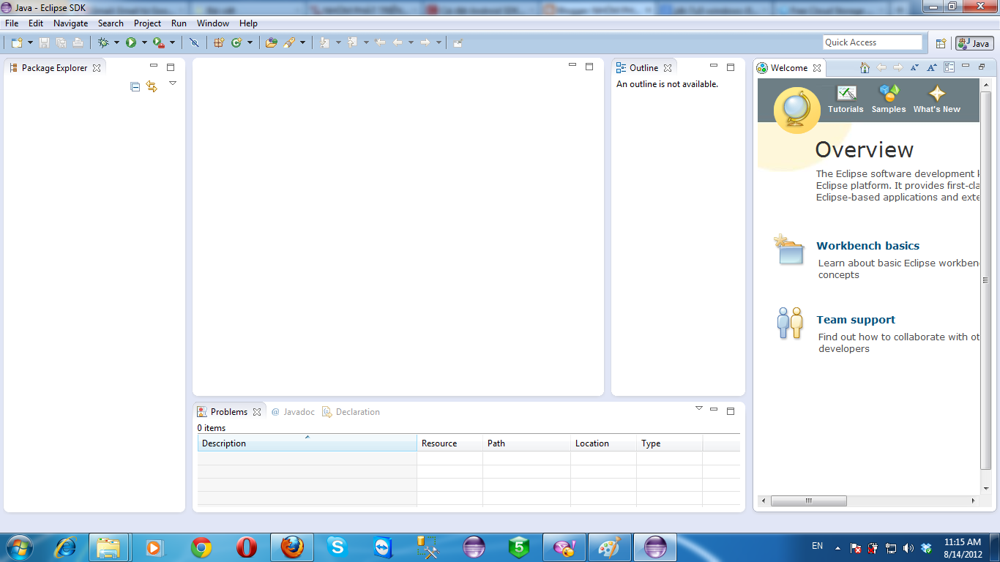 Java - Eclipse SDK
File Edit Navigate Search Project Run Window Help
Quick Access
Java
Package Explorer
Outline
An outline is not available.
Welcome
Tutorials Samples What's New
Overview
The Eclipse software development
Eclipse platform. It provides first-cla
Eclipse-based applications and exte
Workbench basics
Learn about basic Eclipse workben
concepts
Team support
Find out how to collaborate with ot
developers
Problems @ Javadoc Declaration
0 items
Description Resource Path Location Type
5
EN
11:15 AM
8/14/2012